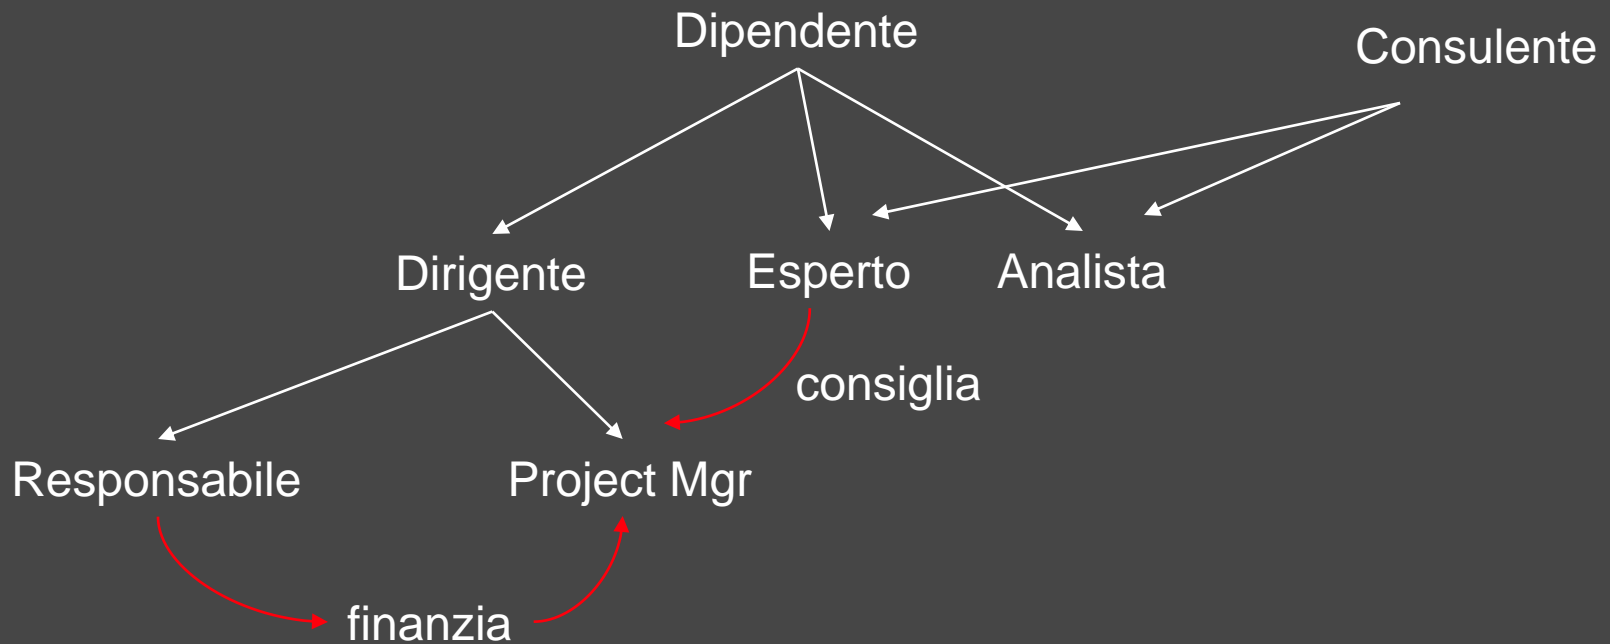 Dipendente
Consulente
Dirigente
Esperto
Analista
consiglia
Responsabile
Project Mgr
finanzia